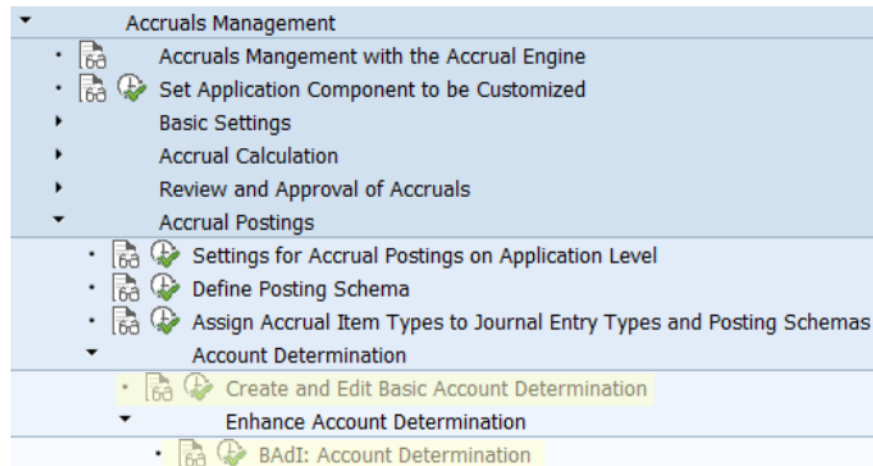 Accruals Management
Accruals Mangement with the Accrual Engine
Set Application Component to be Customized
Basic Settings
Accrual Calculation
Review and Approval of Accruals
Accrual Postings
Settings for Accrual Postings on Application Level
Define Posting Schema
Assign Accrual Item Types to Journal Entry Types and Posting Schemas
Account Determination
Create and Edit Basic Account Determination
Enhance Account Determination
BAdI: Account Determination